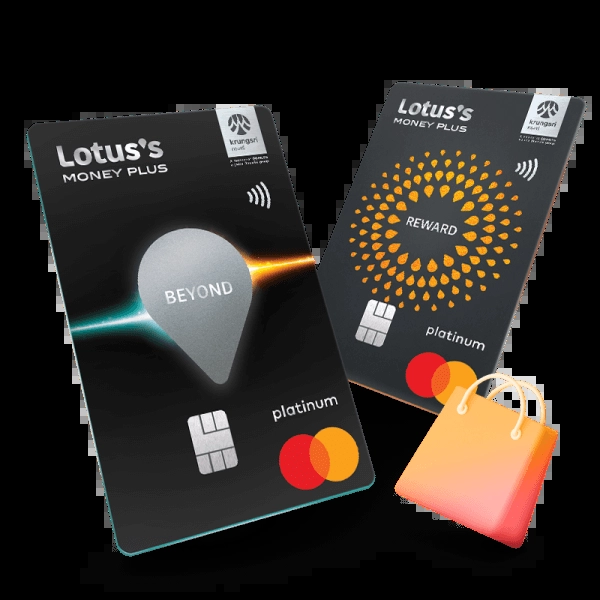 Lotus's
MONEY PLUS
krungsri
BEYOND
platinum
Lotus's
MONEY PLUS
krungsri
REWARD
platinum